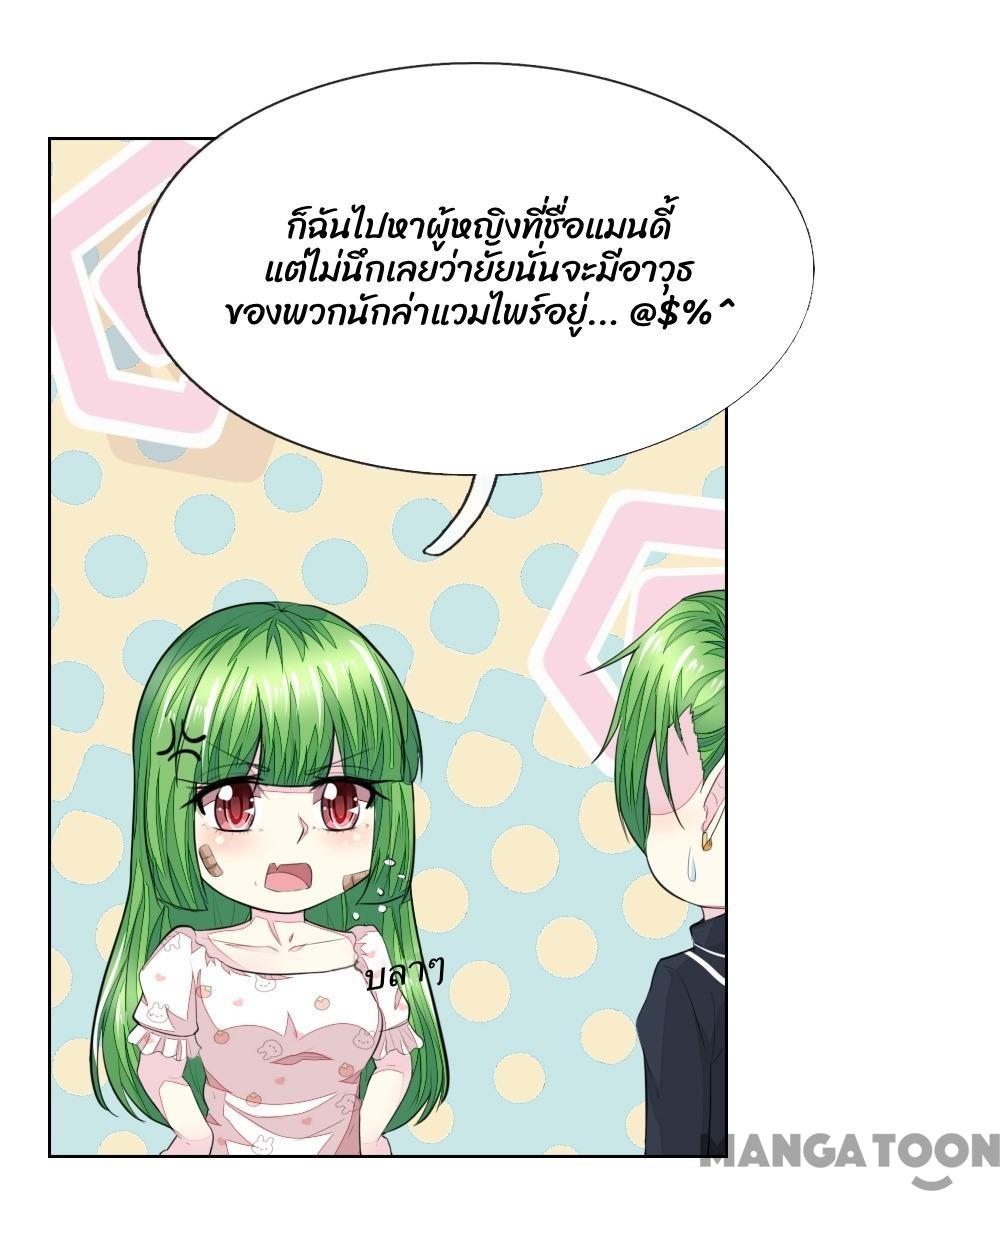 ก็ฉันไปหาผู้หญิงที่ชื่อแมนดี้
แต่ไม่นึกเลยว่ายัยนั่นจะมีอาวุธ
ของพวกนักล่าแวมไพร์อยู่... @$%^
บลาๆ
MANGATOON